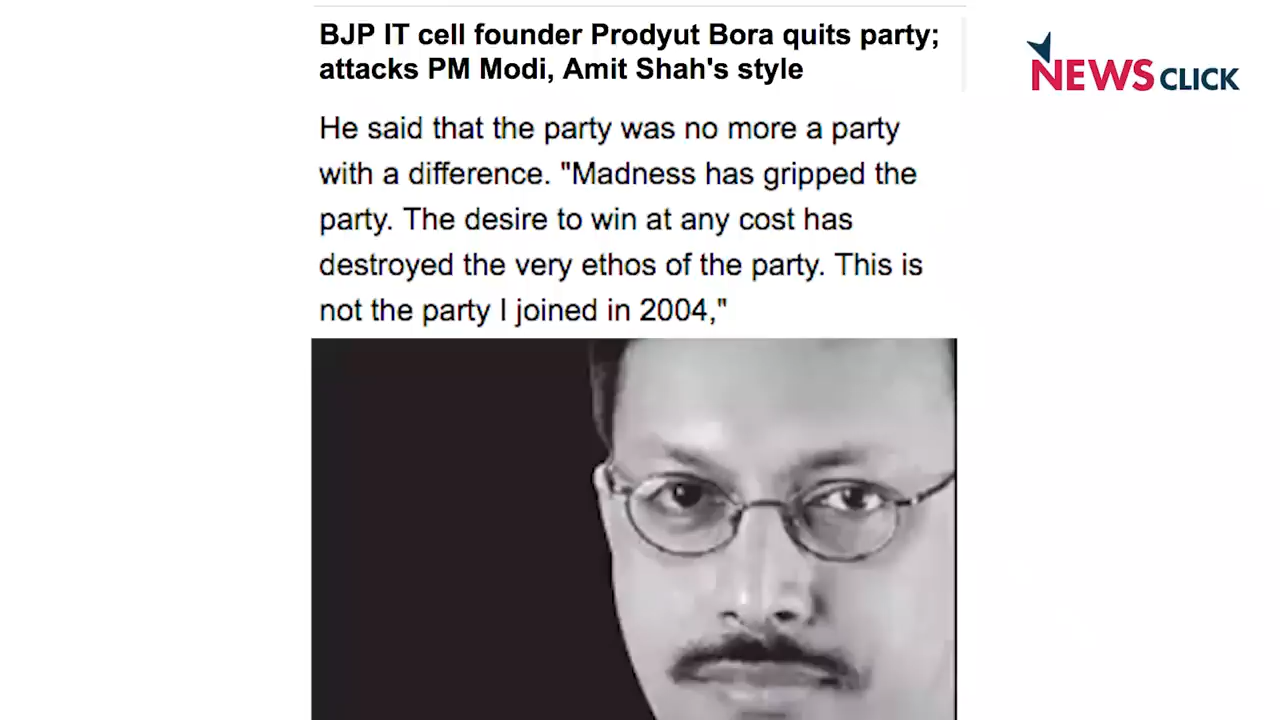 BJP IT cell founder Prodyut Bora quits party;
attacks PM Modi, Amit Shah's style
NEWS CLICK
He said that the party was no more a party
with a difference. "Madness has gripped the
party. The desire to win at any cost has
destroyed the very ethos of the party. This is
not the party I joined in 2004,"